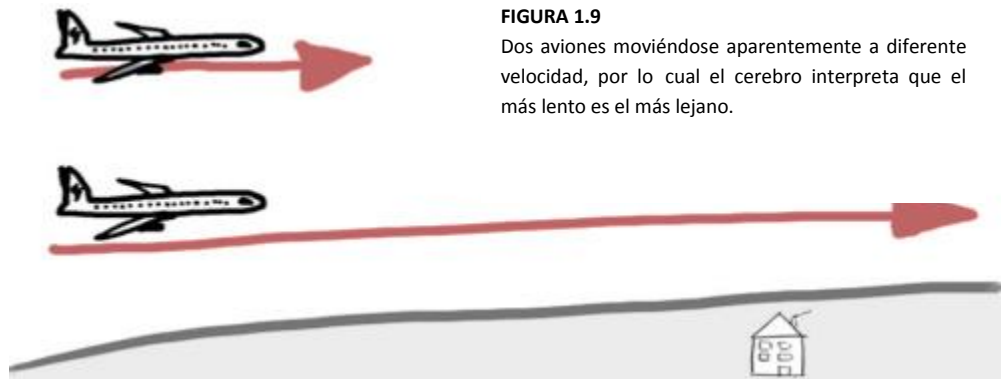 FIGURA 1.9
Dos aviones moviéndose aparentemente a diferente
velocidad, por lo cual el cerebro interpreta que el
más lento es el más lejano.